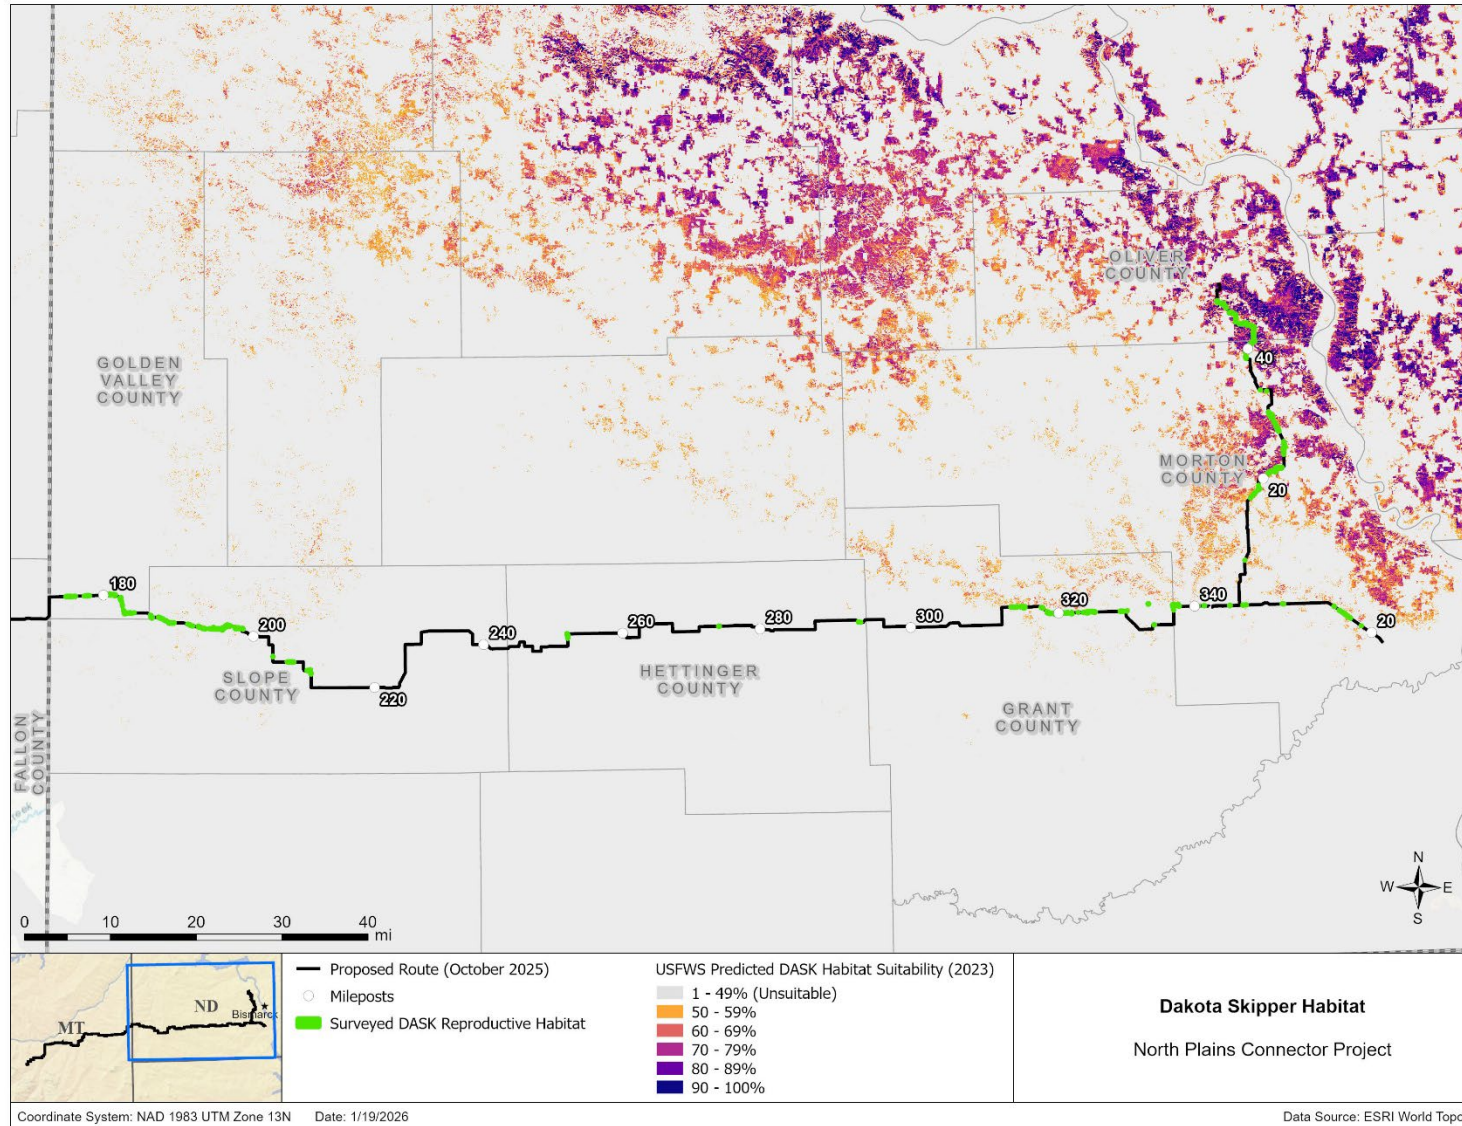 OLIVER
COUNTY
GOLDEN
VALLEY
COUNTY
40
MORTON
COUNTY
20
180
200
220
240
260
280
300
320
340
20
SLOPE
COUNTY
HETTINGER
COUNTY
GRANT
COUNTY
FALLON
COUNTY
0 10 20 30 40
mi
N
W E
S
MT
ND
Bismarck
Proposed Route (October 2025)
Mileposts
Surveyed DASK Reproductive Habitat
USFWS Predicted DASK Habitat Suitability (2023)
1 - 49% (Unsuitable)
50 - 59%
60 - 69%
70 - 79%
80 - 89%
90 - 100%
Dakota Skipper Habitat
North Plains Connector Project
Coordinate System: NAD 1983 UTM Zone 13N Date: 1/19/2026
Data Source: ESRI World Topo